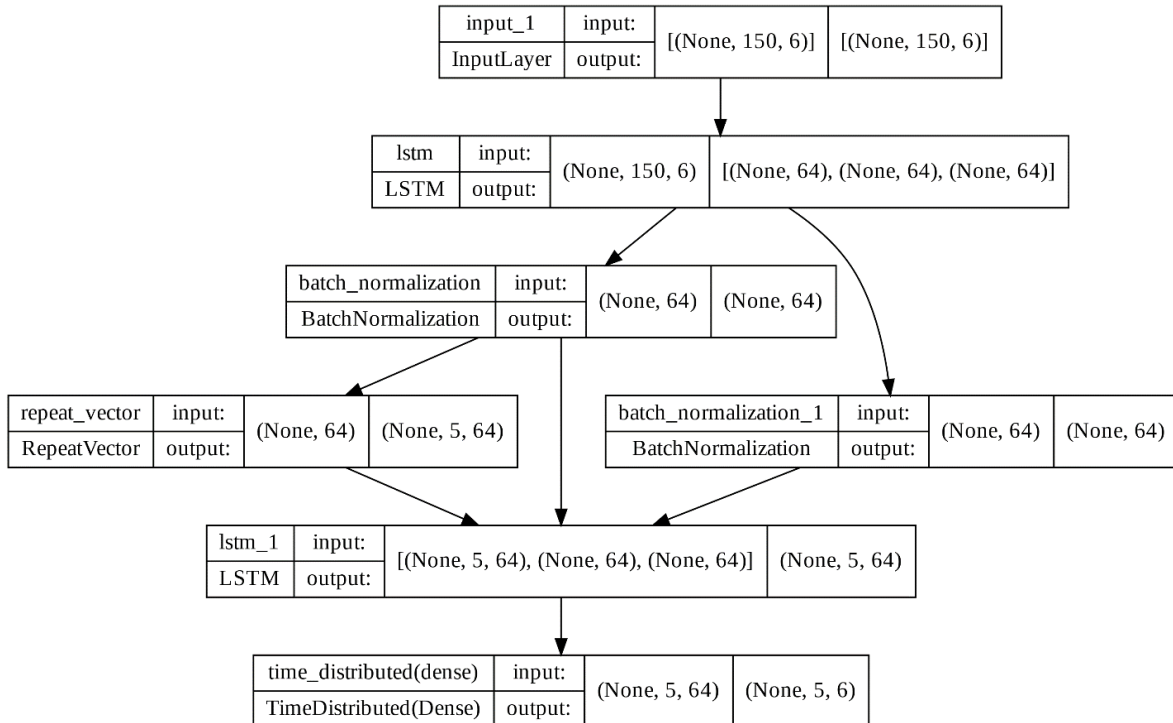 input_1 input: [(None, 150, 6)] [(None, 150, 6)]
InputLayer output:
lstm input: (None, 150, 6) [(None, 64), (None, 64), (None, 64)]
LSTM output:
batch_normalization input: (None, 64) (None, 64)
BatchNormalization output:
repeat_vector input: (None, 64) (None, 5, 64)
RepeatVector output:
batch_normalization_1 input: (None, 64) (None, 64)
BatchNormalization output:
lstm_1 input: [(None, 5, 64), (None, 64), (None, 64)] (None, 5, 64)
LSTM output:
time_distributed(dense) input: (None, 5, 64) (None, 5, 6)
TimeDistributed(Dense) output: